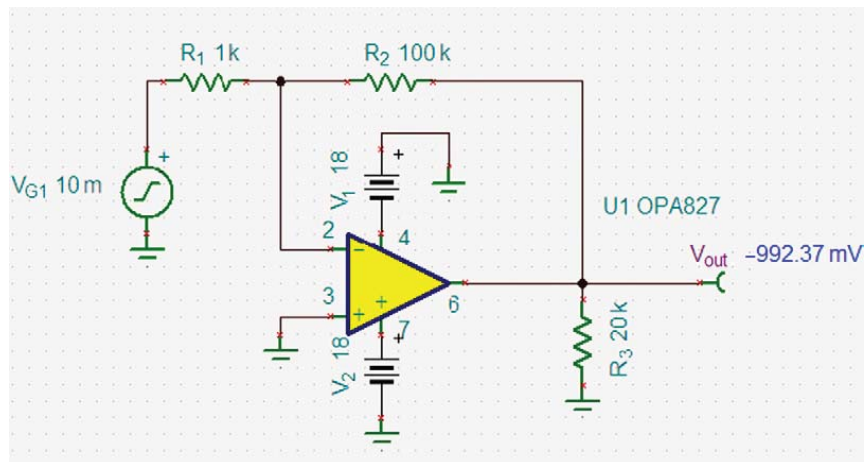 R1 1k
R2 100k
+
VG1 10m
V1 18
+
U1 OPA827
2
4
−
Vout −992.37 mV
3
+
+
7
6
V2 18
+
R3 20k